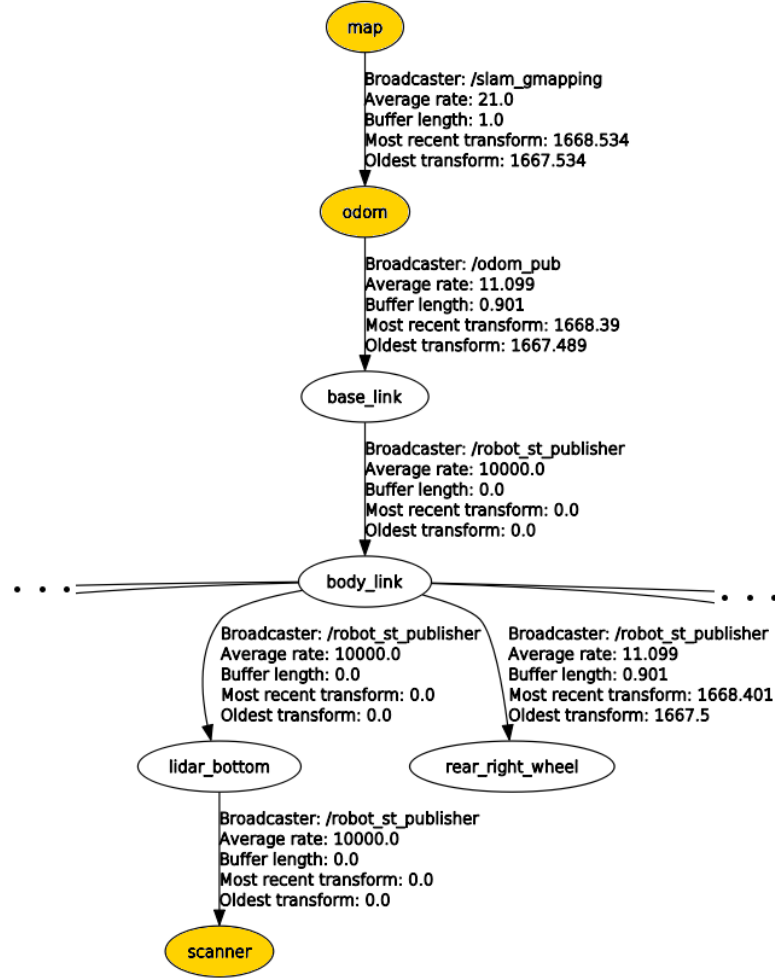 map
Broadcaster: /slam_gmapping
Average rate: 21.0
Buffer length: 1.0
Most recent transform: 1668.534
Oldest transform: 1667.534
odom
Broadcaster: /odom_pub
Average rate: 11.099
Buffer length: 0.901
Most recent transform: 1668.39
Oldest transform: 1667.489
base_link
Broadcaster: /robot_st_publisher
Average rate: 10000.0
Buffer length: 0.0
Most recent transform: 0.0
Oldest transform: 0.0
body_link
Broadcaster: /robot_st_publisher
Average rate: 10000.0
Buffer length: 0.0
Most recent transform: 0.0
Oldest transform: 0.0
Broadcaster: /robot_st_publisher
Average rate: 11.099
Buffer length: 0.901
Most recent transform: 1668.401
Oldest transform: 1667.5
lidar_bottom
rear_right_wheel
Broadcaster: /robot_st_publisher
Average rate: 10000.0
Buffer length: 0.0
Most recent transform: 0.0
Oldest transform: 0.0
scanner